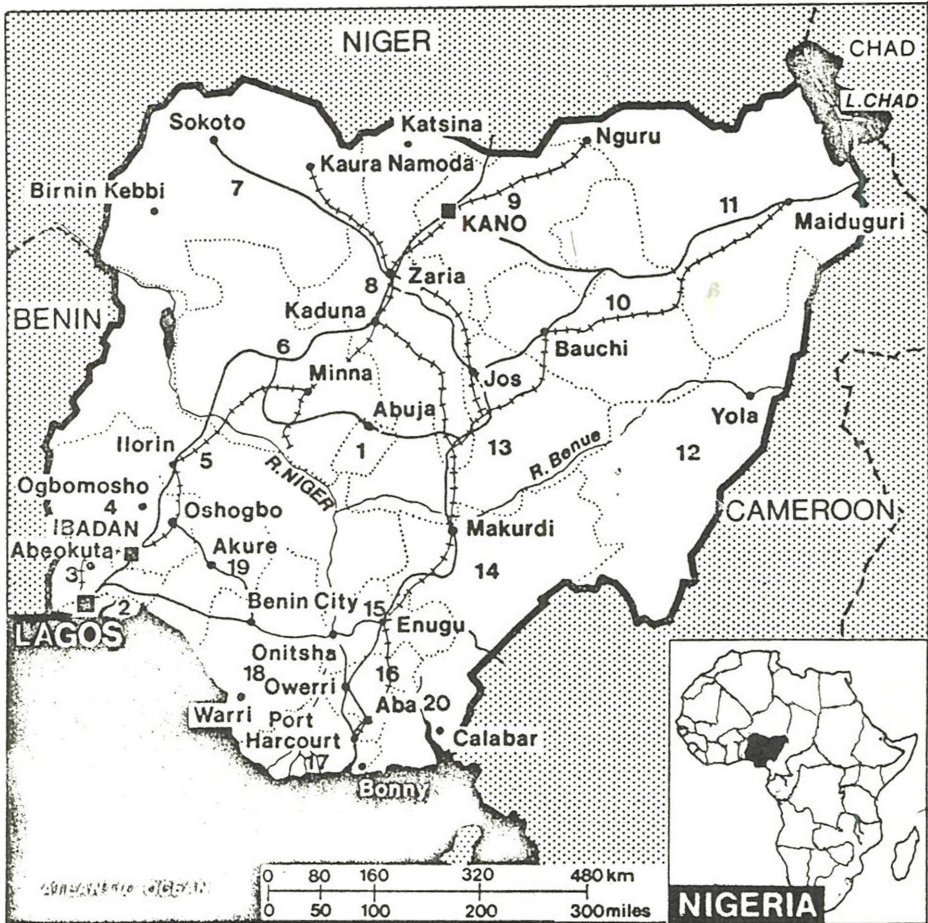 NIGER
CHAD
L.CHAD
Sokoto
Katsina
Nguru
Kaura Namoda
Birnin Kebbi
7
9
KANO
11
Maiduguri
Zaria
8
Kaduna
10
BENIN
6
Bauchi
Minna
Jos
Abuja
Yola
Ilorin
5
1
13
R. Benue
12
R.NIGER
Ogbomosho
4
Oshogbo
CAMEROON
IBADAN
Makurdi
Abeokuta
Akure
3
19
14
2
Benin City
15
Enugu
LAGOS
Onitsha
18
16
Owerri
Aba
20
Warri
Port
Harcourt
Calabar
17
Bonny
ATLANTIC OCEAN
0 80 160 320 480 km
0 50 100 200 300 miles
NIGERIA